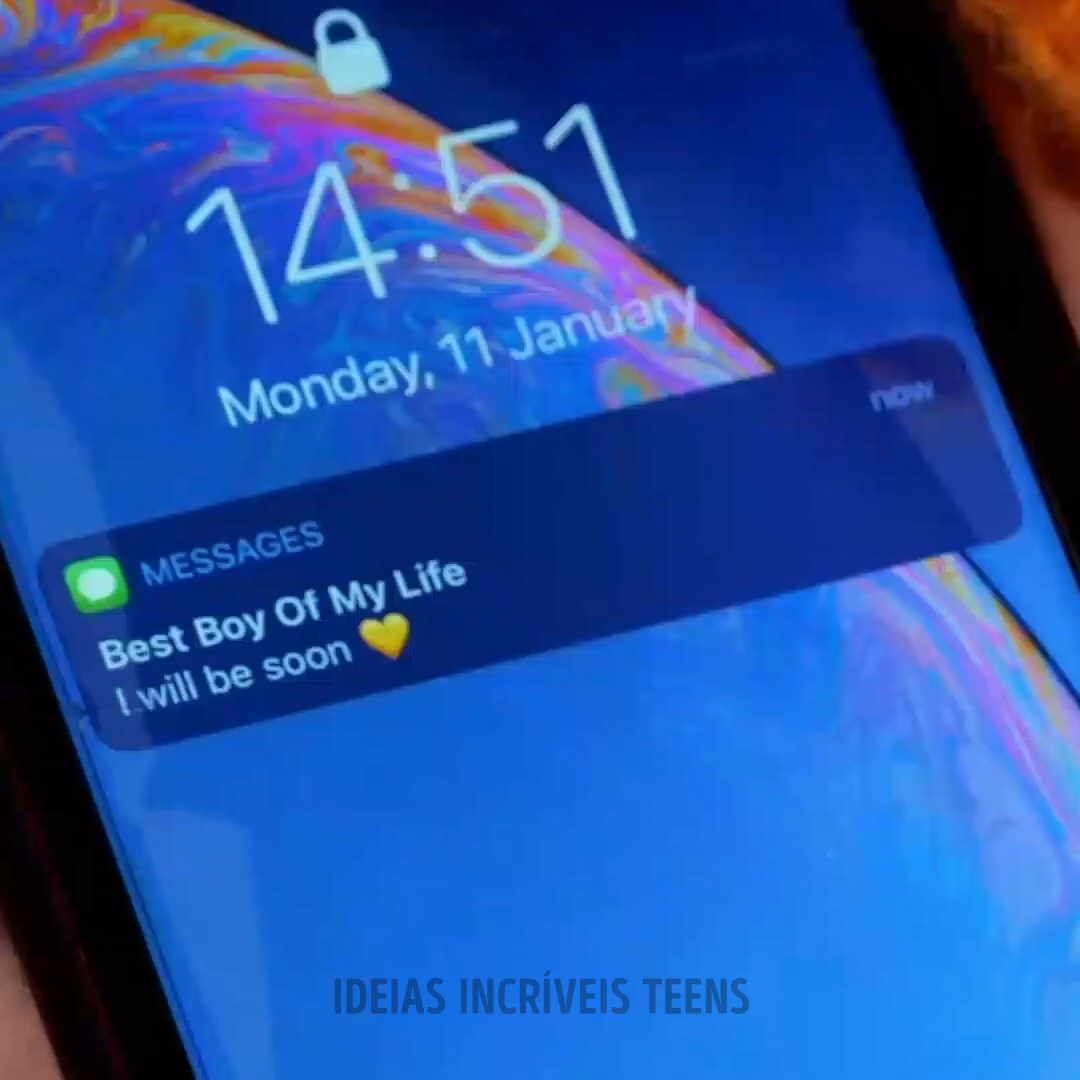 14:51
Monday, 11 January
now
MESSAGES
Best Boy Of My Life
I will be soon 💛
IDEIAS INCRÍVEIS TEENS